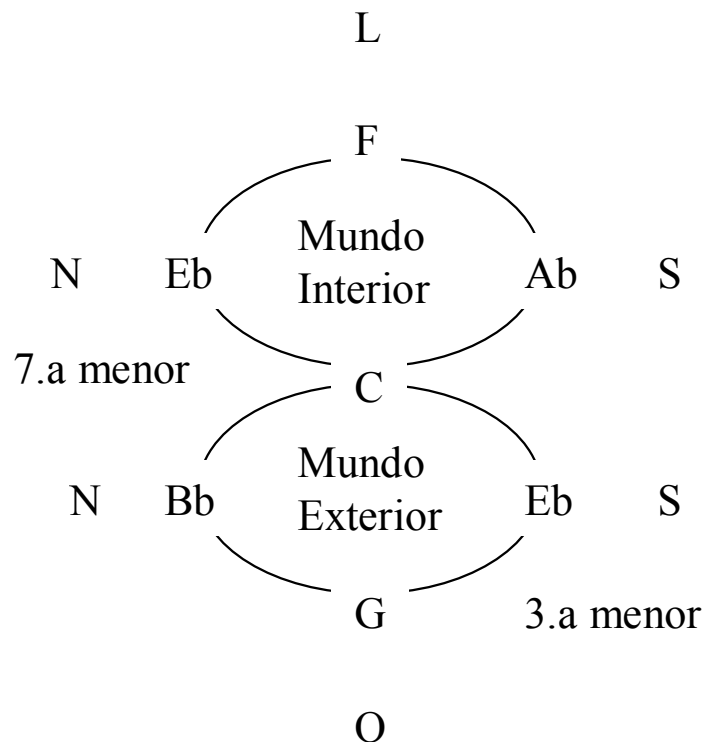 L
F
Mundo
Interior
N Eb Ab S
7.a menor
C
Mundo
Exterior
N Bb Eb S
G
3.a menor
O